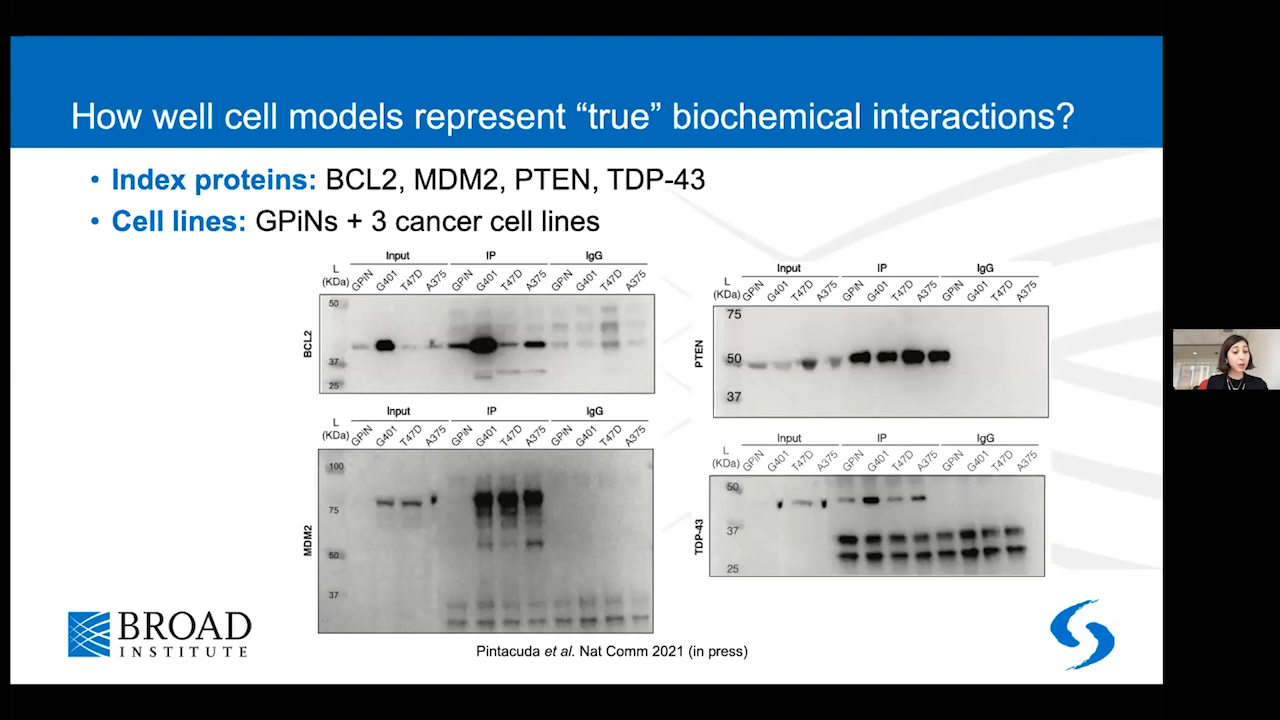 How well cell models represent “true” biochemical interactions?
• Index proteins: BCL2, MDM2, PTEN, TDP-43
• Cell lines: GPiNs + 3 cancer cell lines
Input IP IgG
L
(KDa) GPiN G401 T47D A375 GPiN G401 T47D A375 GPiN G401 T47D A375
50
37
25
BCL2
Input IP IgG
L
(KDa) GPiN G401 T47D A375 GPiN G401 T47D A375 GPiN G401 T47D A375
75
50
37
PTEN
Input IP IgG
L
(KDa) GPiN G401 T47D A375 GPiN G401 T47D A375 GPiN G401 T47D A375
100
75
50
37
MDM2
Input IP IgG
L
(KDa) GPiN G401 T47D A375 GPiN G401 T47D A375 GPiN G401 T47D A375
50
37
25
TDP-43
BROAD
INSTITUTE
Pintacuda et al. Nat Comm 2021 (in press)